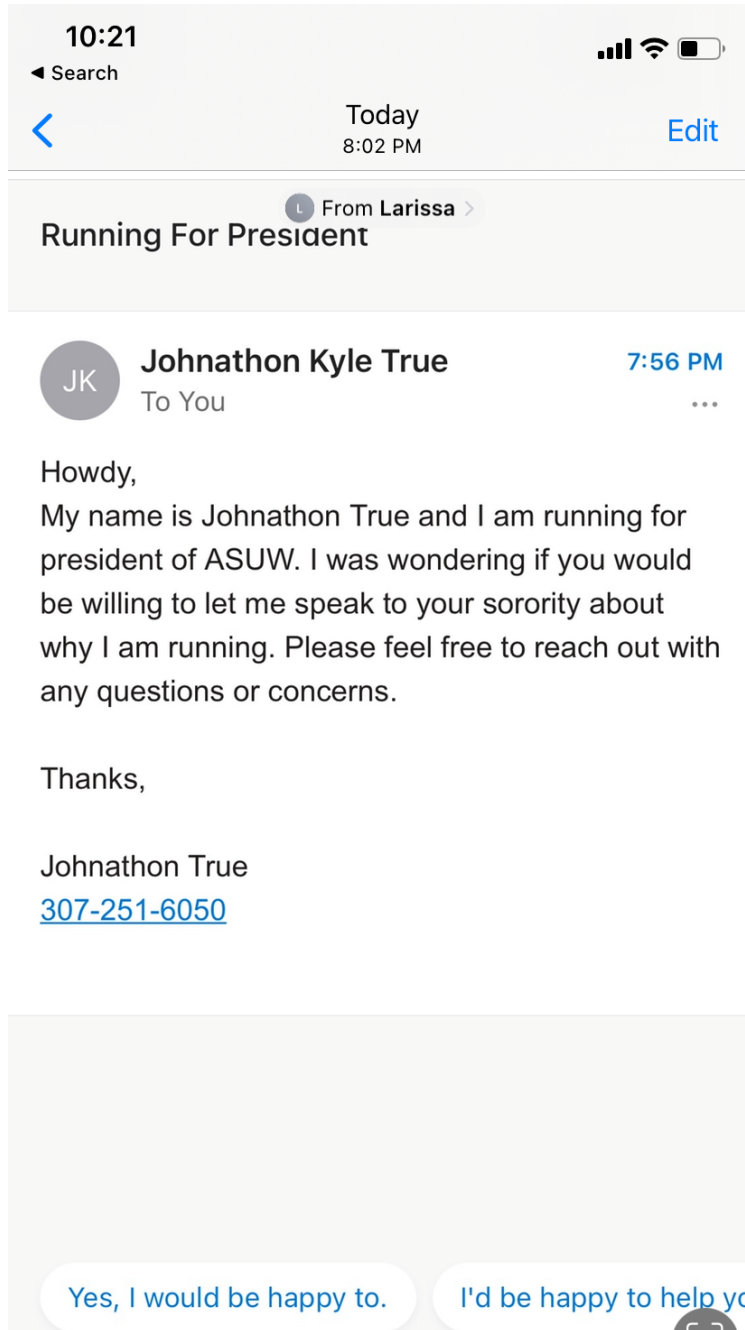 10:21
◀ Search
Today
8:02 PM
Edit
L From Larissa >
Running For President
JK
Johnathon Kyle True
7:56 PM
To You
...
Howdy,
My name is Johnathon True and I am running for
president of ASUW. I was wondering if you would
be willing to let me speak to your sorority about
why I am running. Please feel free to reach out with
any questions or concerns.
Thanks,
Johnathon True
307-251-6050
Yes, I would be happy to.
I'd be happy to help